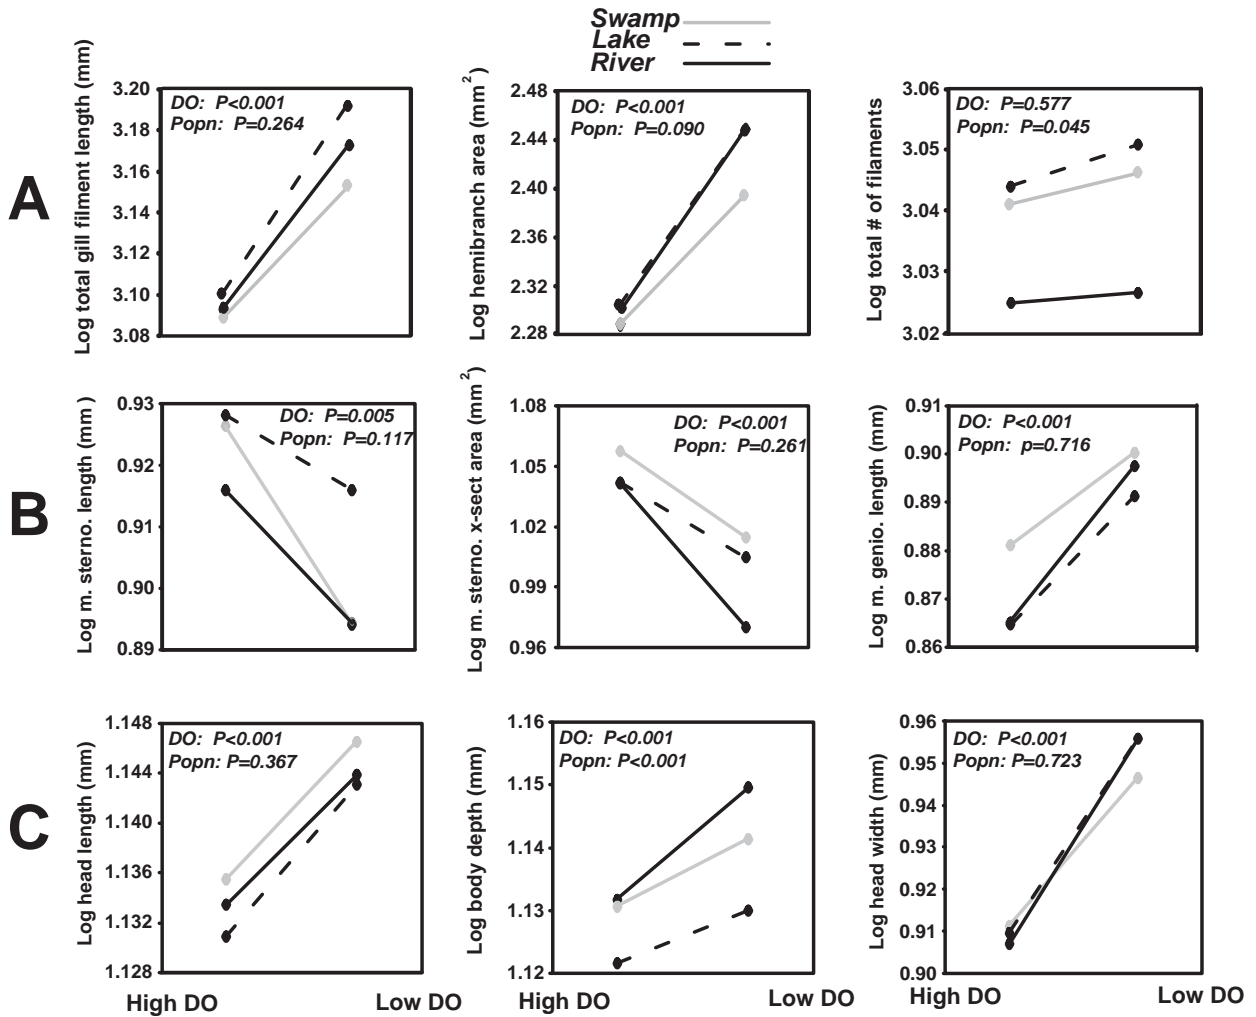 Swamp
Lake
River
A
Log total gill filment length (mm)
3.20
3.18
3.16
3.14
3.12
3.10
3.08
DO: P<0.001
Popn: P=0.264
Log hemibranch area (mm2)
2.48
2.44
2.40
2.36
2.32
2.28
DO: P<0.001
Popn: P=0.090
Log total # of filaments
3.06
3.05
3.04
3.03
3.02
DO: P=0.577
Popn: P=0.045
B
Log m. sterno. length (mm)
0.93
0.92
0.91
0.90
0.89
DO: P=0.005
Popn: P=0.117
Log m. sterno. x-sect area (mm2)
1.08
1.05
1.02
0.99
0.96
DO: P<0.001
Popn: P=0.261
Log m. genio. length (mm)
0.91
0.90
0.89
0.88
0.87
0.86
DO: P<0.001
Popn: p=0.716
C
Log head length (mm)
1.148
1.144
1.140
1.136
1.132
1.128
DO: P<0.001
Popn: P=0.367
Log body depth (mm)
1.16
1.15
1.14
1.13
1.12
DO: P<0.001
Popn: P<0.001
Log head width (mm)
0.96
0.95
0.94
0.93
0.92
0.91
0.90
DO: P<0.001
Popn: P=0.723
High DO Low DO
High DO Low DO
High DO Low DO